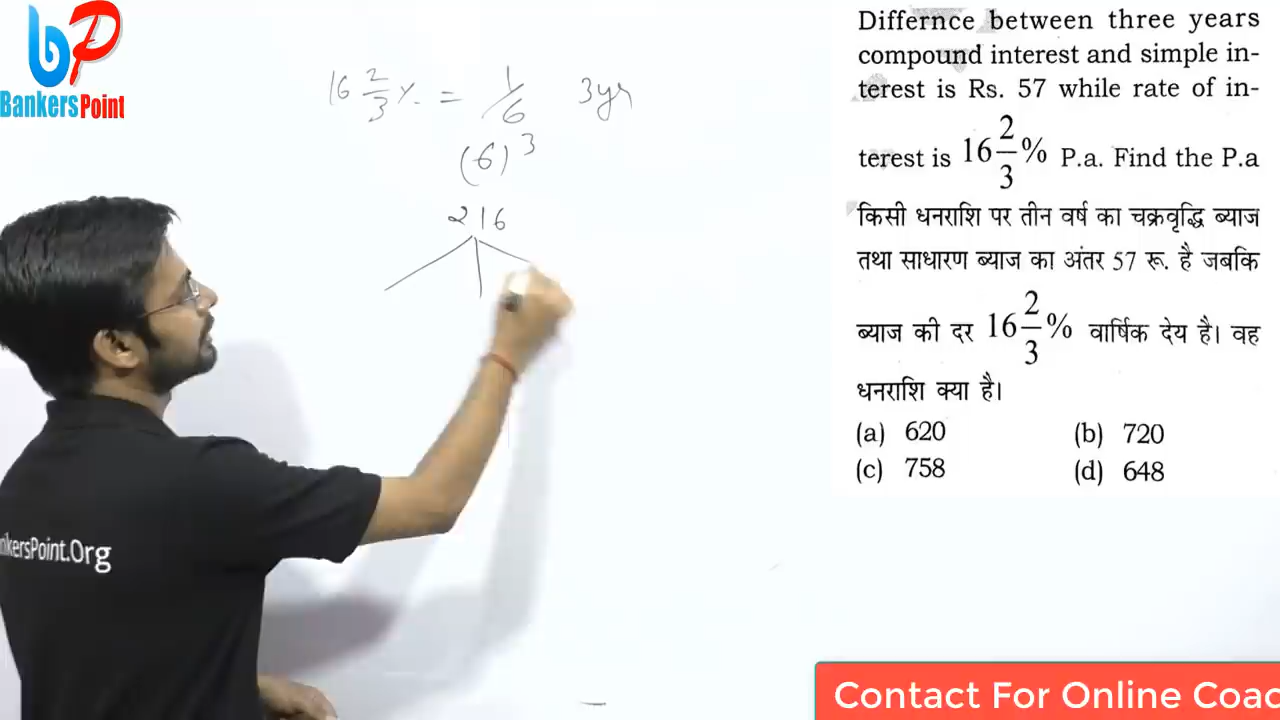 BankersPoint
16 2/3 %. = 1/6 3yr
(6)^3
216
nkersPoint.Org
Differnce between three years
compound interest and simple in-
terest is Rs. 57 while rate of in-
terest is 16 2/3 % P.a. Find the P.a
किसी धनराशि पर तीन वर्ष का चक्रवृद्धि ब्याज
तथा साधारण ब्याज का अंतर 57 रू. है जबकि
ब्याज की दर 16 2/3 % वार्षिक देय है। वह
धनराशि क्या है।
(a) 620 (b) 720
(c) 758 (d) 648
Contact For Online Coac